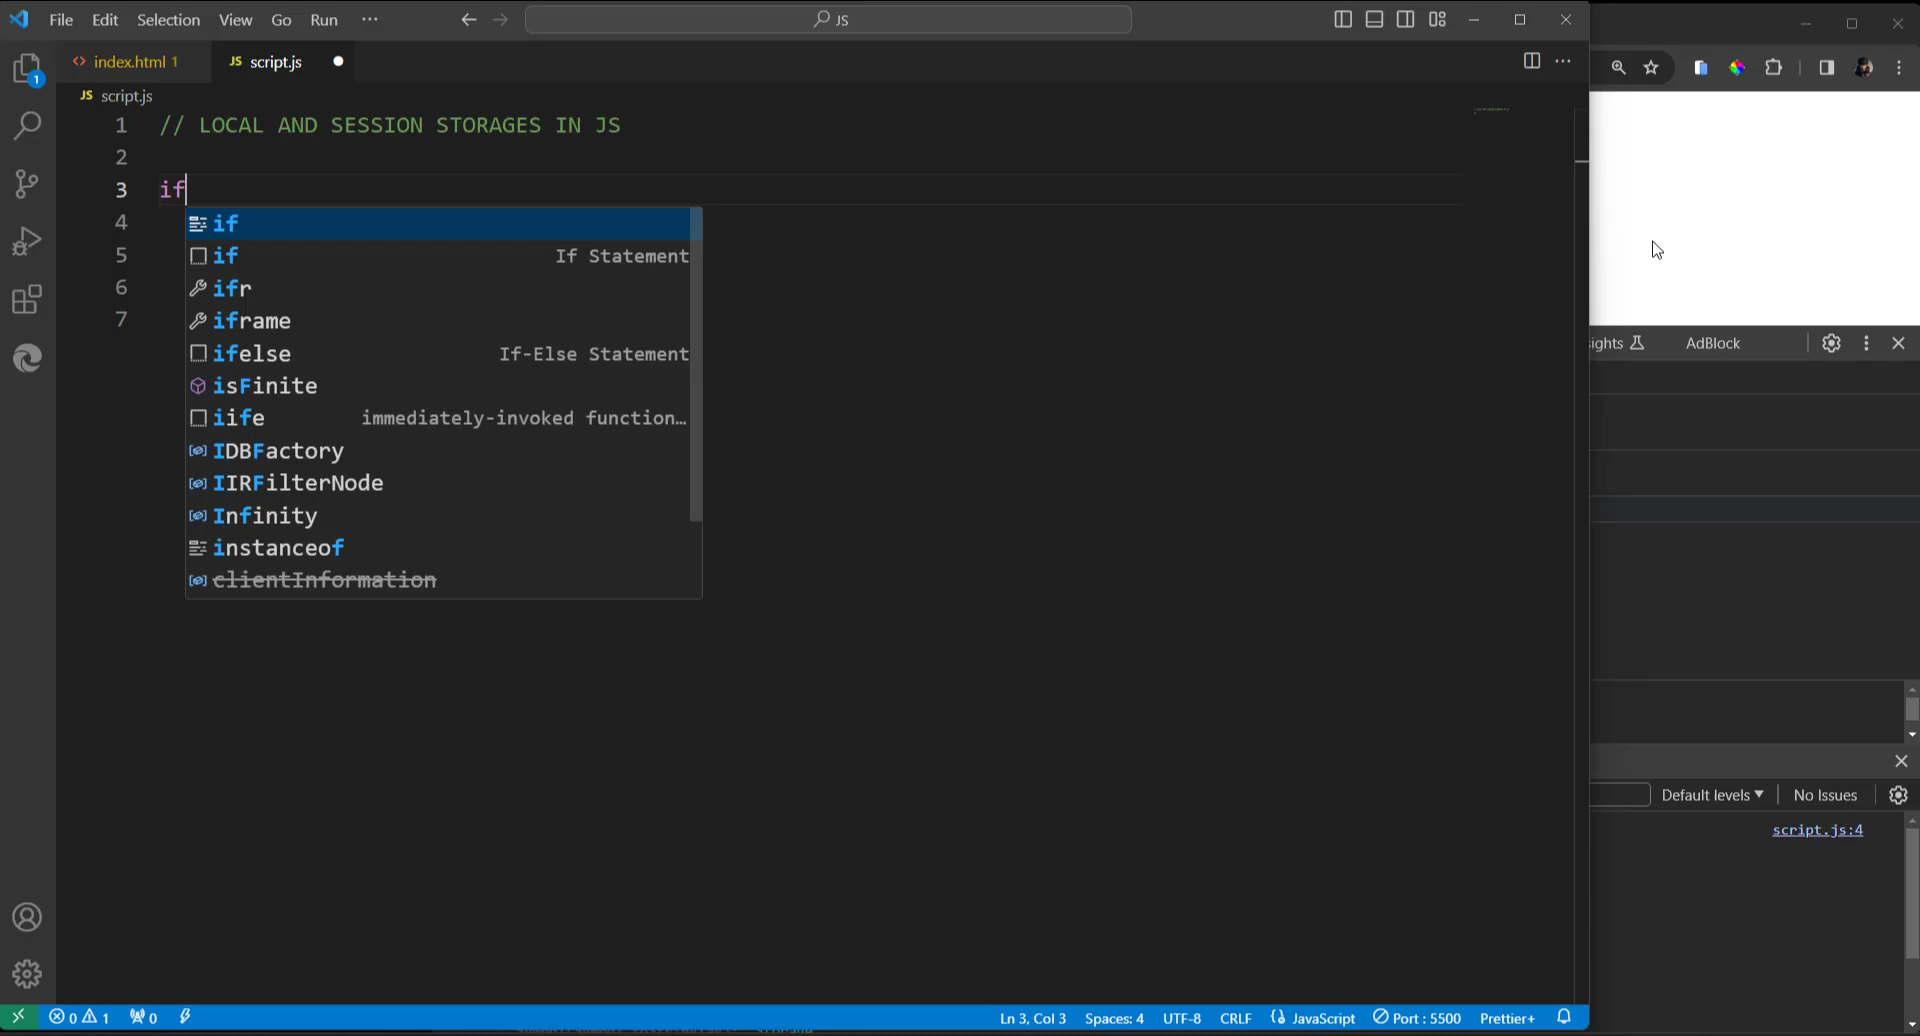 File Edit Selection View Go Run ···
JS
index.html 1
JS script.js
JS script.js
1 // LOCAL AND SESSION STORAGES IN JS
2
3 if
4
5
6
7
if
if If Statement
ifr
iframe
ifelse If-Else Statement
isFinite
iife immediately-invoked function…
IDBFactory
IIRFilterNode
Infinity
instanceof
clientInformation
1
ights AdBlock
Default levels No Issues
script.js:4
0 1 0 Ln 3, Col 3 Spaces: 4 UTF-8 CRLF JavaScript Port : 5500 Prettier+